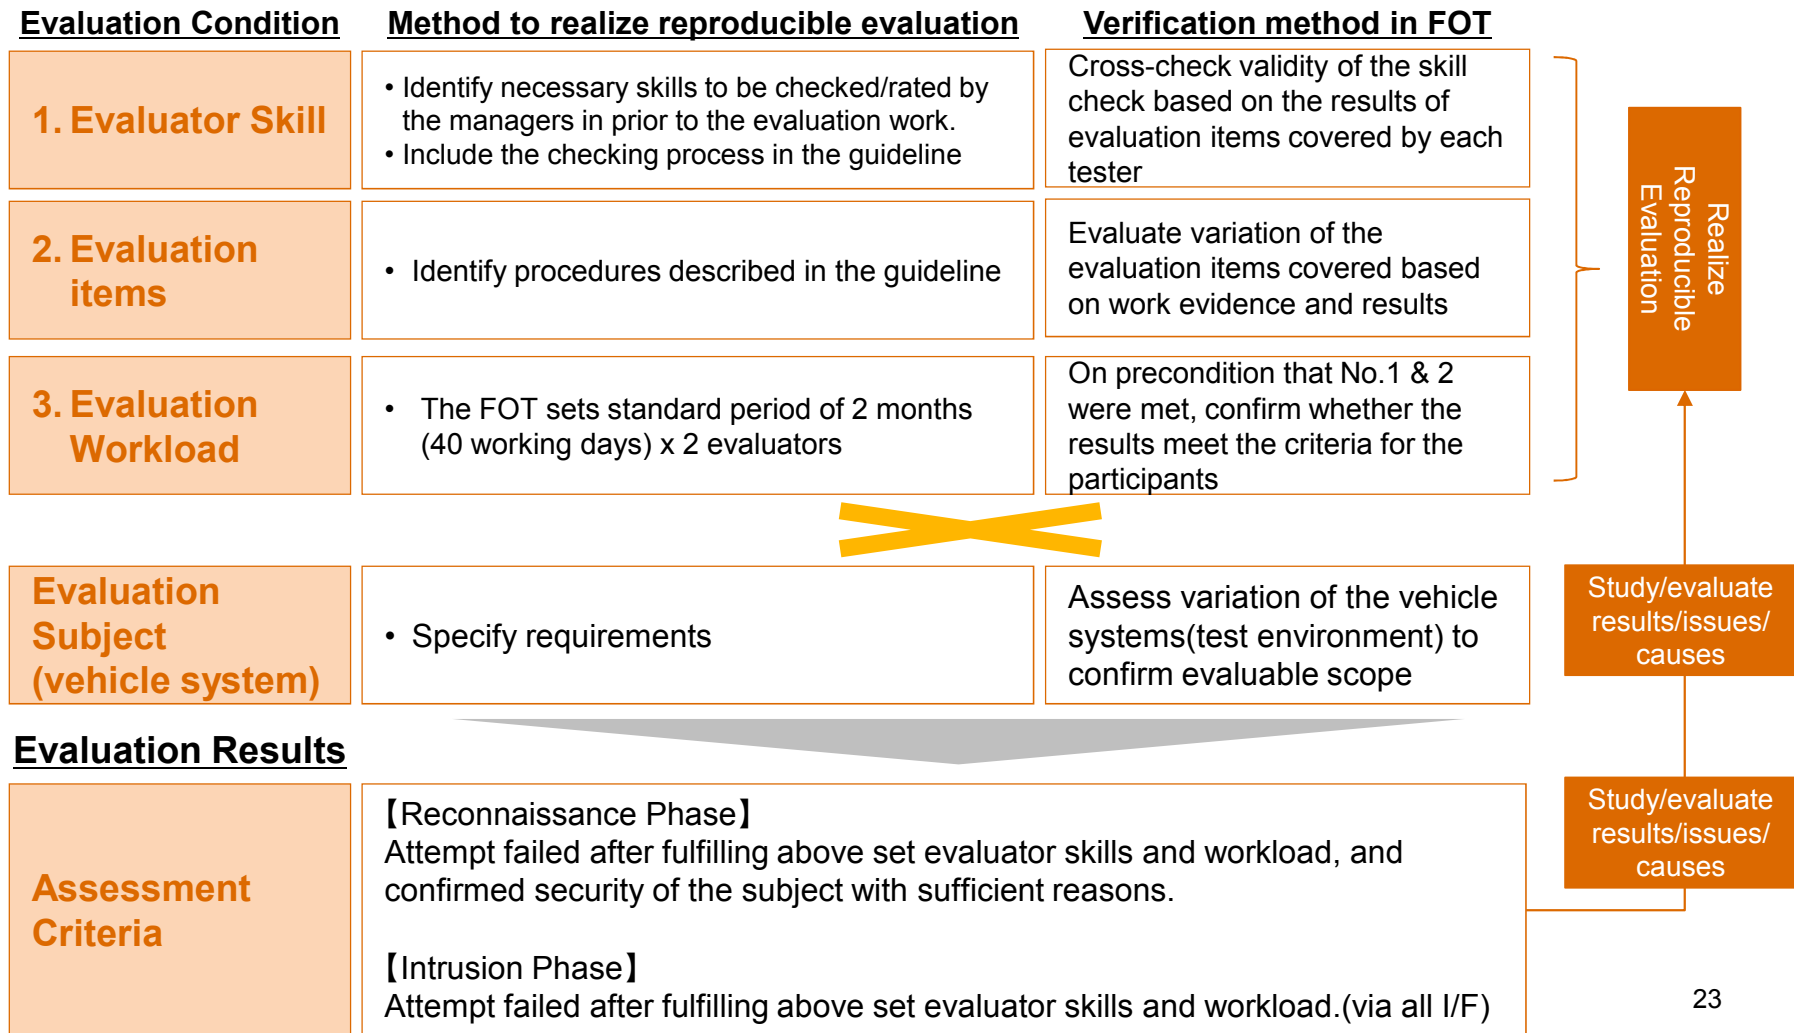 Evaluation Condition
Method to realize reproducible evaluation
Verification method in FOT
1. Evaluator Skill
• Identify necessary skills to be checked/rated by
the managers in prior to the evaluation work.
• Include the checking process in the guideline
Cross-check validity of the skill
check based on the results of
evaluation items covered by each
tester
2. Evaluation
items
• Identify procedures described in the guideline
Evaluate variation of the
evaluation items covered based
on work evidence and results
3. Evaluation
Workload
• The FOT sets standard period of 2 months
(40 working days) x 2 evaluators
On precondition that No.1 & 2
were met, confirm whether the
results meet the criteria for the
participants
Realize
Reproducible
Evaluation
Evaluation
Subject
(vehicle system)
• Specify requirements
Assess variation of the vehicle
systems(test environment) to
confirm evaluable scope
Study/evaluate
results/issues/
causes
Evaluation Results
Assessment
Criteria
【Reconnaissance Phase】
Attempt failed after fulfilling above set evaluator skills and workload, and
confirmed security of the subject with sufficient reasons.
【Intrusion Phase】
Attempt failed after fulfilling above set evaluator skills and workload.(via all I/F)
Study/evaluate
results/issues/
causes
23